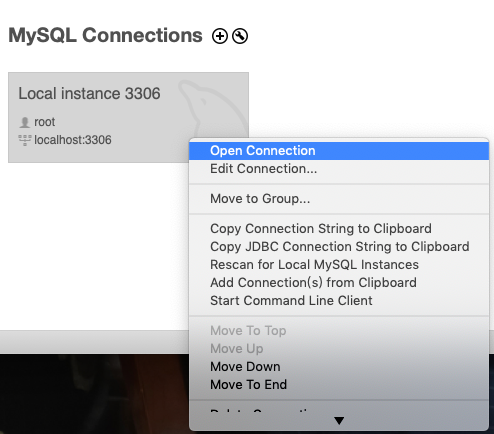 MySQL Connections
Local instance 3306
root
localhost:3306
Open Connection
Edit Connection...
Move to Group...
Copy Connection String to Clipboard
Copy JDBC Connection String to Clipboard
Rescan for Local MySQL Instances
Add Connection(s) from Clipboard
Start Command Line Client
Move To Top
Move Up
Move Down
Move To End